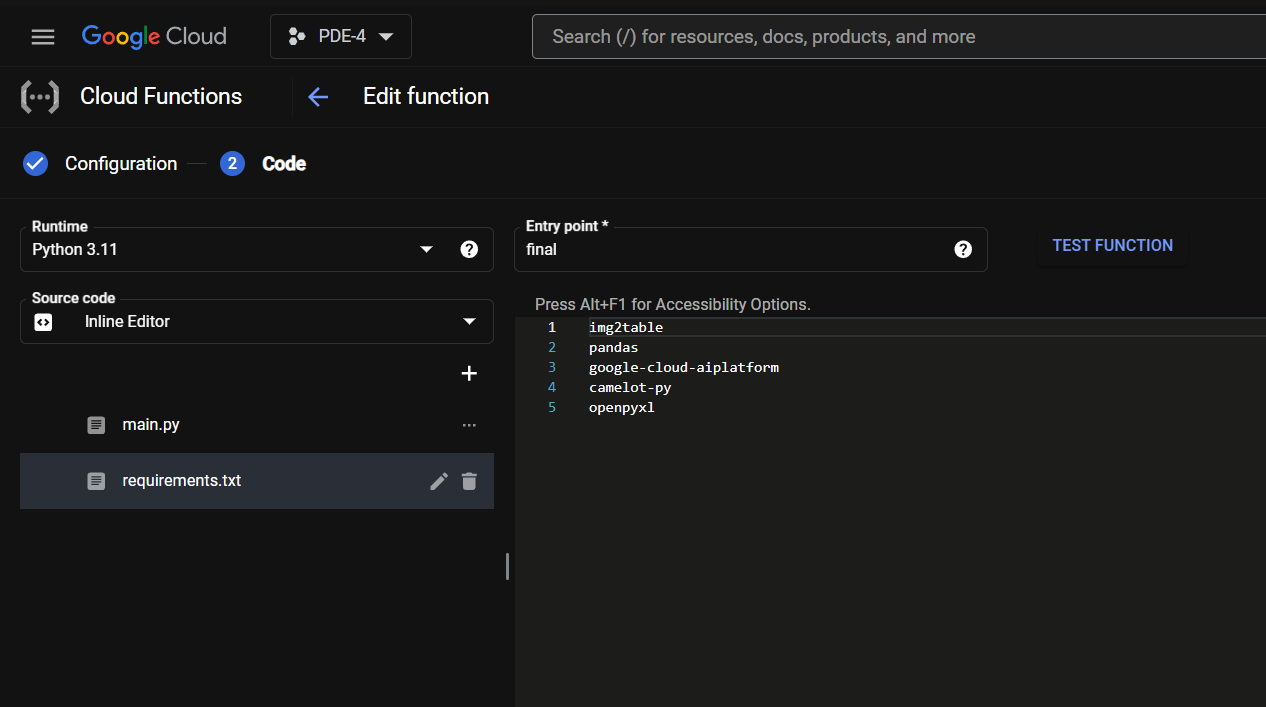 Google Cloud
PDE-4
Search (/) for resources, docs, products, and more
Cloud Functions
Edit function
Configuration
2
Code
Runtime
Python 3.11
Entry point *
final
TEST FUNCTION
Source code
Inline Editor
Press Alt+F1 for Accessibility Options.
1 img2table
2 pandas
3 google-cloud-aiplatform
4 camelot-py
5 openpyxl
main.py
requirements.txt